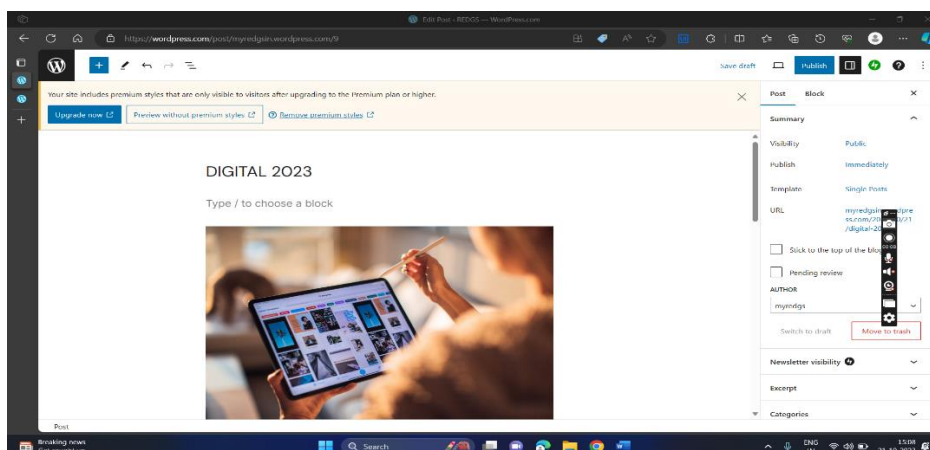 Edit Post ‹ REDGS — WordPress.com
https://wordpress.com/post/myredgsin.wordpress.com/9
Save draft
Publish
Your site includes premium styles that are only visible to visitors after upgrading to the Premium plan or higher.
Upgrade now
Preview without premium styles
Remove premium styles
DIGITAL 2023
Type / to choose a block
Post
Block
Summary
Visibility
Public
Publish
Immediately
Template
Single Posts
URL
Stick to the top of the
Pending review
AUTHOR
myredgs
Switch to draft
Move to trash
Newsletter visibility
Excerpt
Categories
Post
Breaking news
Search
ENG
IN
15:08